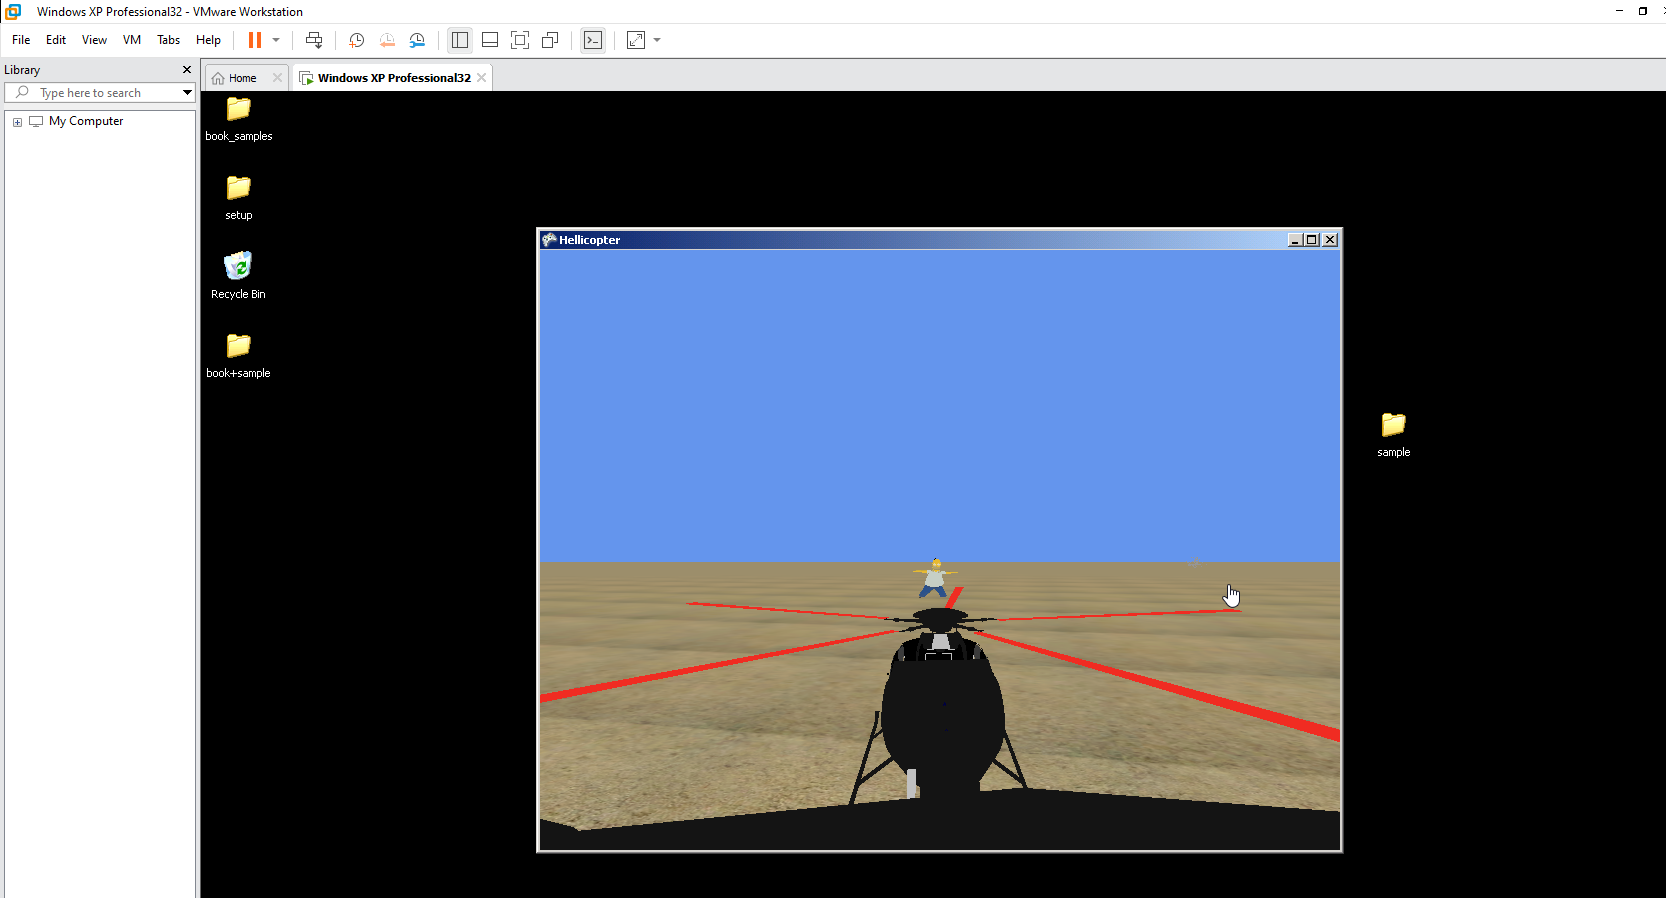 Windows XP Professional32 - VMware Workstation
File Edit View VM Tabs Help
Library
Type here to search
My Computer
Home
Windows XP Professional32
book_samples
setup
Recycle Bin
book+sample
Hellicopter
sample